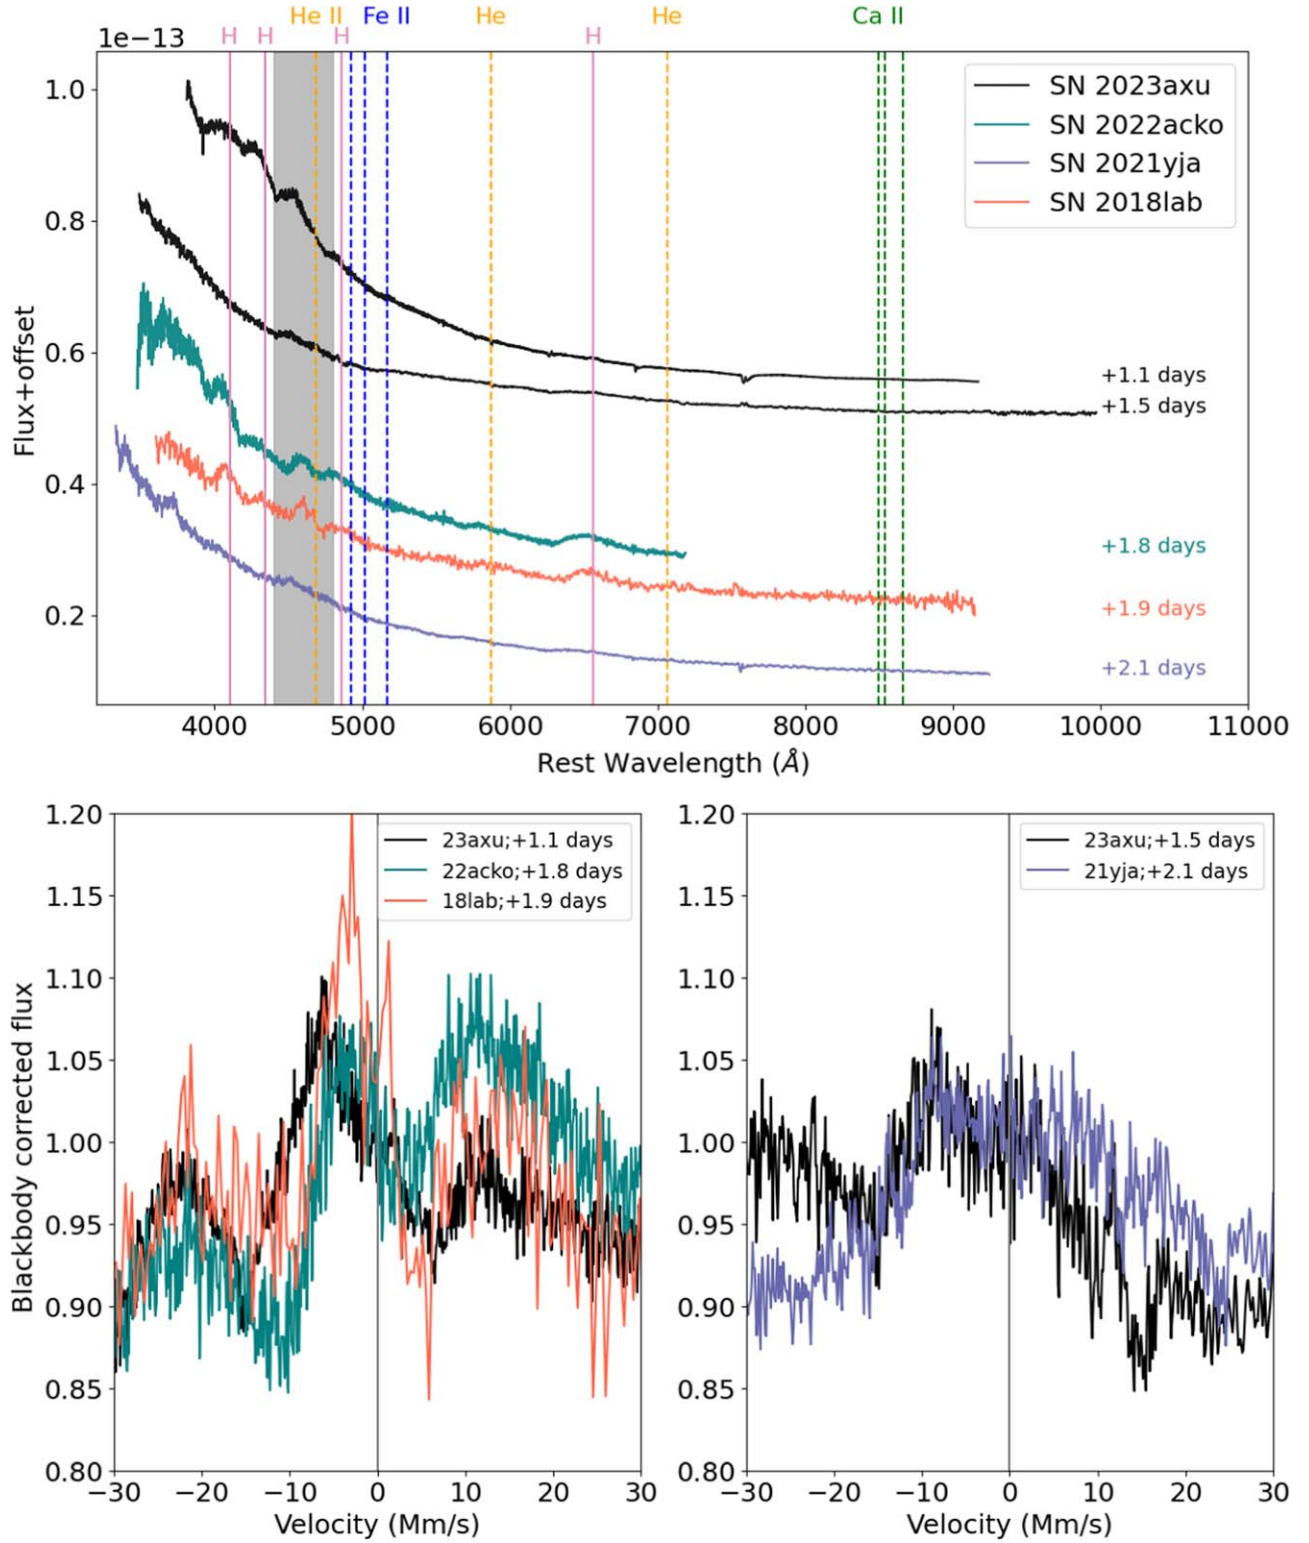 He II Fe II He He Ca II
H H H H
1e−13
SN 2023axu
SN 2022acko
SN 2021yja
SN 2018lab
1.0
0.8
0.6
0.4
0.2
Flux+offset
+1.1 days
+1.5 days
+1.8 days
+1.9 days
+2.1 days
4000 5000 6000 7000 8000 9000 10000 11000
Rest Wavelength (Å)
1.20
1.15
1.10
1.05
1.00
0.95
0.90
0.85
0.80
Blackbody corrected flux
23axu;+1.1 days
22acko;+1.8 days
18lab;+1.9 days
−30 −20 −10 0 10 20 30
Velocity (Mm/s)
1.20
1.15
1.10
1.05
1.00
0.95
0.90
0.85
0.80
23axu;+1.5 days
21yja;+2.1 days
−30 −20 −10 0 10 20 30
Velocity (Mm/s)